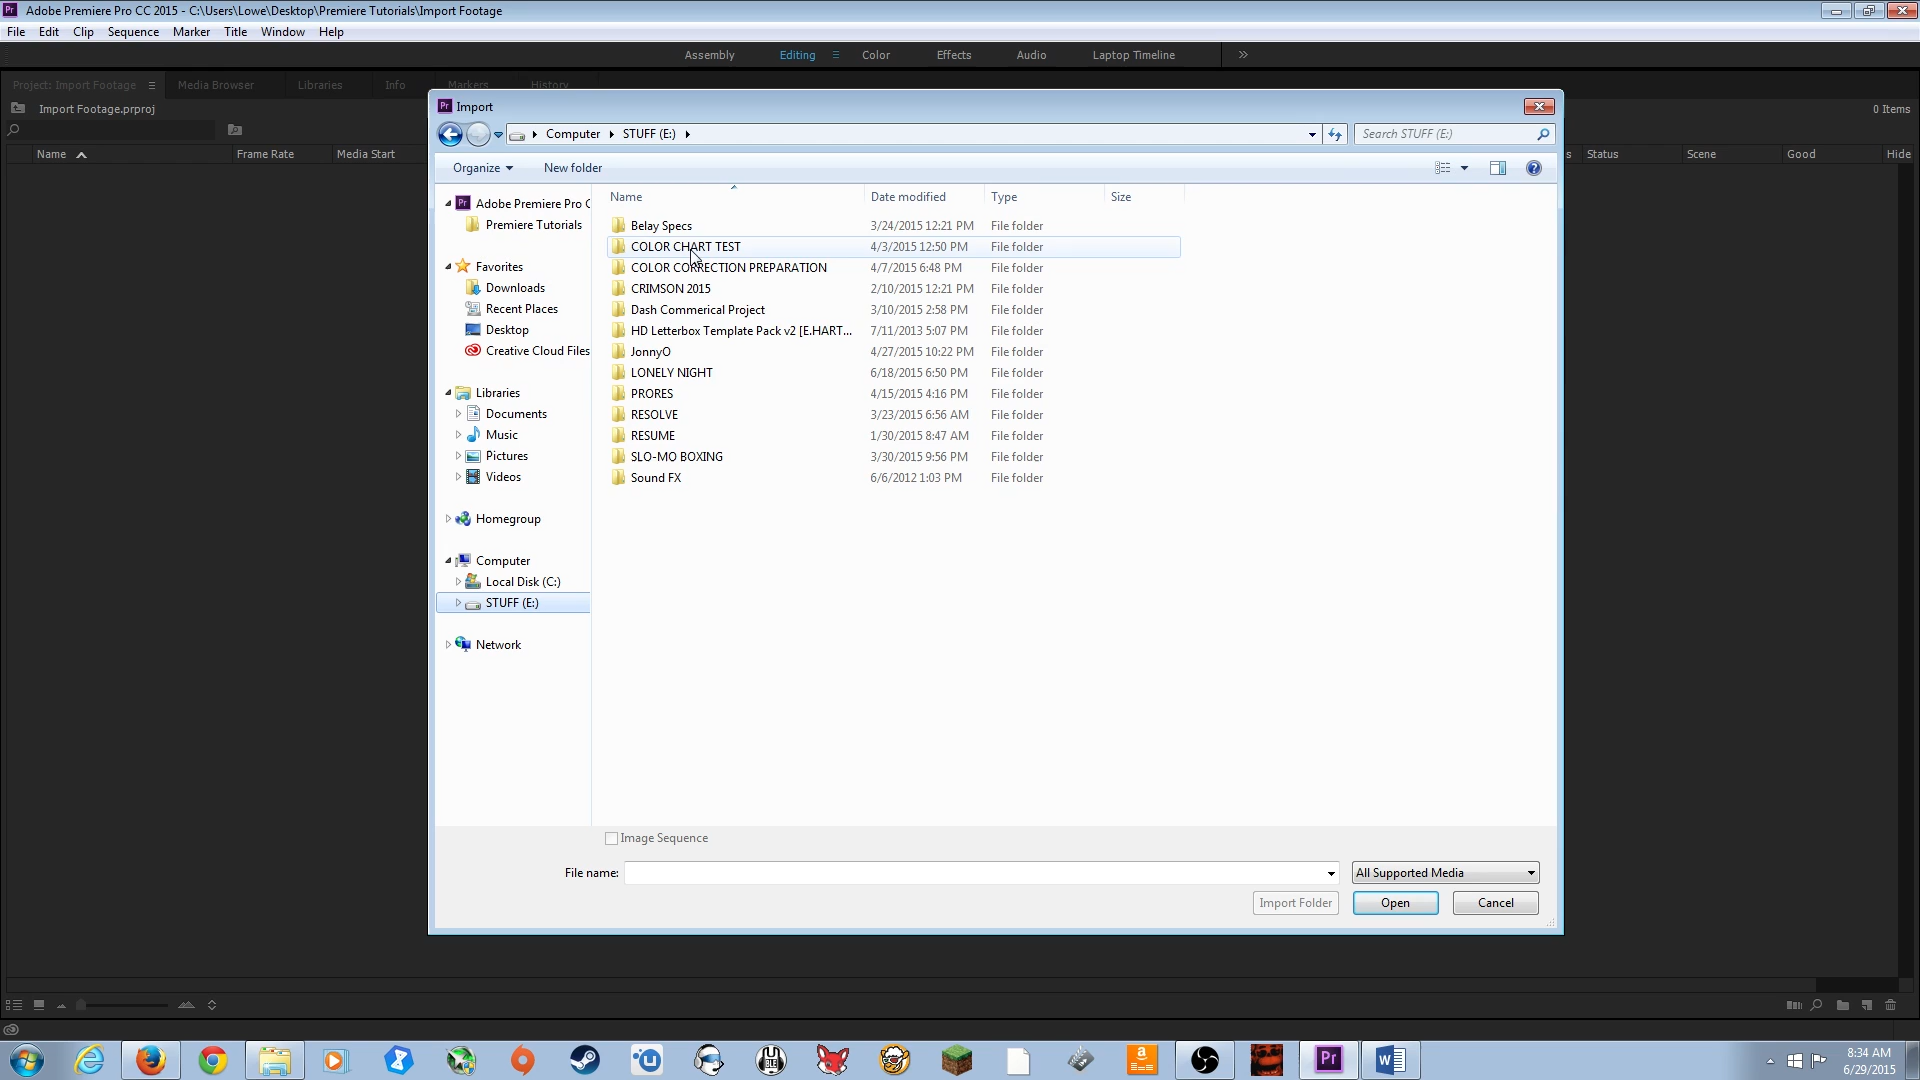 Pr Adobe Premiere Pro CC 2015 - C:\Users\Lowe\Desktop\Premiere Tutorials\Import Footage
File Edit Clip Sequence Marker Title Window Help
Assembly Editing Color Effects Audio Laptop Timeline
Project: Import Footage Media Browser Libraries Info Markers History
Pr Import
Import Footage.prproj
0 Items
Computer STUFF (E:) Search STUFF (E:)
Name Frame Rate Media Start
s Status Scene Good Hide
Organize New folder
Name Date modified Type Size
Pr Adobe Premiere Pro C
Premiere Tutorials
Favorites
Downloads
Recent Places
Desktop
Creative Cloud Files
Libraries
Documents
Music
Pictures
Videos
Homegroup
Computer
Local Disk (C:)
STUFF (E:)
Network
Belay Specs 3/24/2015 12:21 PM File folder
COLOR CHART TEST 4/3/2015 12:50 PM File folder
COLOR CORRECTION PREPARATION 4/7/2015 6:48 PM File folder
CRIMSON 2015 2/10/2015 12:21 PM File folder
Dash Commerical Project 3/10/2015 2:58 PM File folder
HD Letterbox Template Pack v2 [E.HART... 7/11/2013 5:07 PM File folder
JonnyO 4/27/2015 10:22 PM File folder
LONELY NIGHT 6/18/2015 6:50 PM File folder
PRORES 4/15/2015 4:16 PM File folder
RESOLVE 3/23/2015 6:56 AM File folder
RESUME 1/30/2015 8:47 AM File folder
SLO-MO BOXING 3/30/2015 9:56 PM File folder
Sound FX 6/6/2012 1:03 PM File folder
Image Sequence
File name: All Supported Media
Import Folder Open Cancel
Pr
8:34 AM
6/29/2015